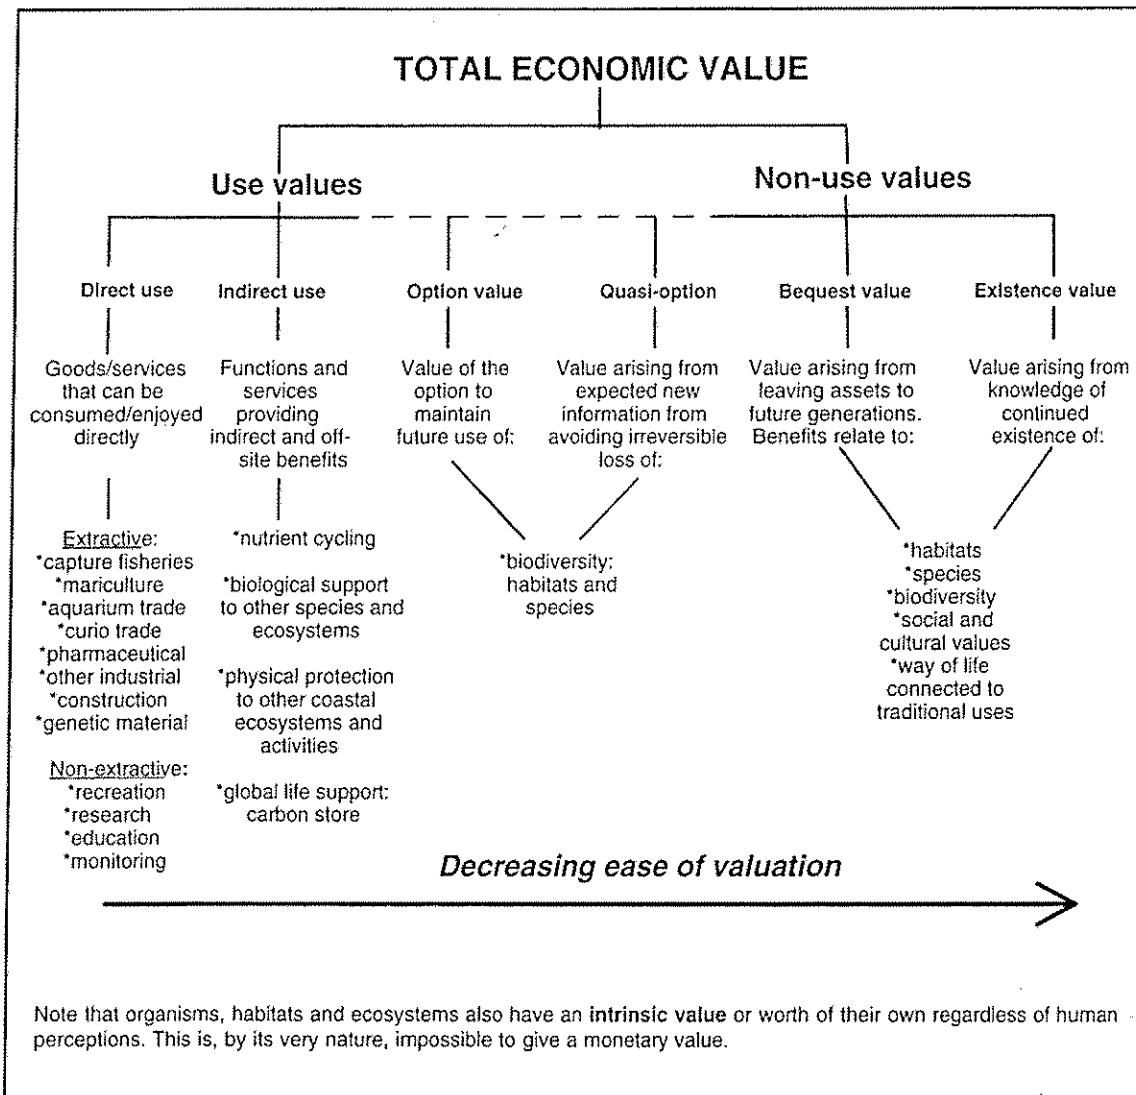 TOTAL ECONOMIC VALUE
Use values
Non-use values
Direct use
Indirect use
Option value
Quasi-option
Bequest value
Existence value
Goods/services
that can be
consumed/enjoyed
directly
Functions and
services
providing
indirect and off-
site benefits
Value of the
option to
maintain
future use of:
Value arising from
expected new
information from
avoiding irreversible
loss of:
Value arising from
leaving assets to
future generations.
Benefits relate to:
Value arising from
knowledge of
continued
existence of:
Extractive:
*capture fisheries
*mariculture
*aquarium trade
*curio trade
*pharmaceutical
*other industrial
*construction
*genetic material
Non-extractive:
*recreation
*research
*education
*monitoring
*nutrient cycling
*biological support
to other species and
ecosystems
*physical protection
to other coastal
ecosystems and
activities
*global life support:
carbon store
*biodiversity:
habitats and
species
*habitats
*species
*biodiversity
*social and
cultural values
*way of life
connected to
traditional uses
Decreasing ease of valuation
Note that organisms, habitats and ecosystems also have an intrinsic value or worth of their own regardless of human
perceptions. This is, by its very nature, impossible to give a monetary value.